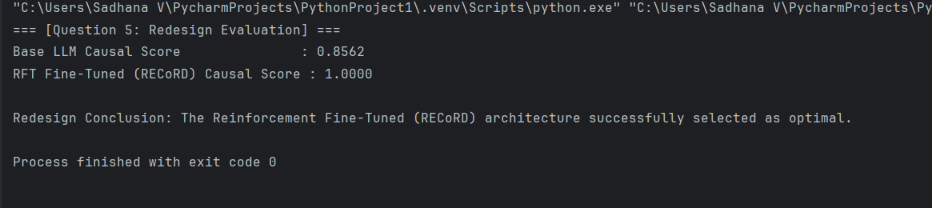 "C:\Users\Sadhana V\PycharmProjects\PythonProject1\.venv\Scripts\python.exe" "C:\Users\Sadhana V\PycharmProjects\Py
=== [Question 5: Redesign Evaluation] ===
Base LLM Causal Score               : 0.8562
RFT Fine-Tuned (RECoRD) Causal Score : 1.0000
Redesign Conclusion: The Reinforcement Fine-Tuned (RECoRD) architecture successfully selected as optimal.
Process finished with exit code 0